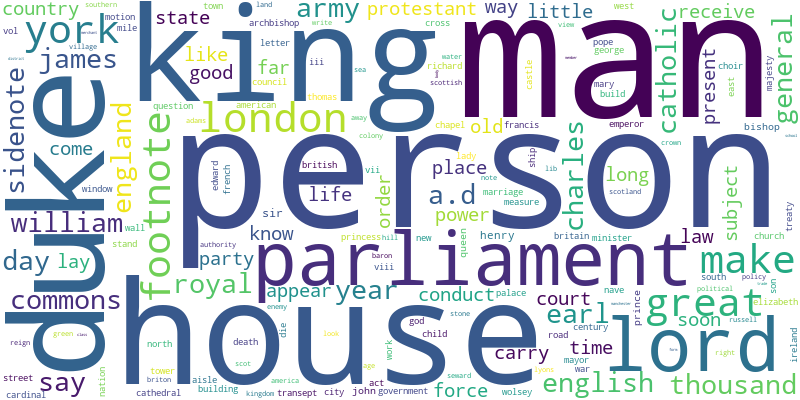 country southern town land motion archbishop mile vol cross little view west pope george
king man
state army protestant way receive
york letter iii water sea majesty
james like good far richard scottish mary east build present catholic general
sidenote question american council thomas castle emperor choir bishop
duke england london old chapel francis crown
footnote person
come window edward french british vii lady ship note lib scotland charles long subject treaty
william wall stand sir know life order place a.d power marriage measure law church
day lay party authority princess hill new queen henry britain minister
parliament make
commons royal appear year viii baron conduct palace court south policy son political elizabeth
reign enemy god child stone carry earl nave prince great soon russell
house lord
say green north death die look work road century time right ireland
street nation tower scot age seward mayor war
cardinal cathedral aisle building briton kingdom transept america city john act government force wolsey lyons english thousand